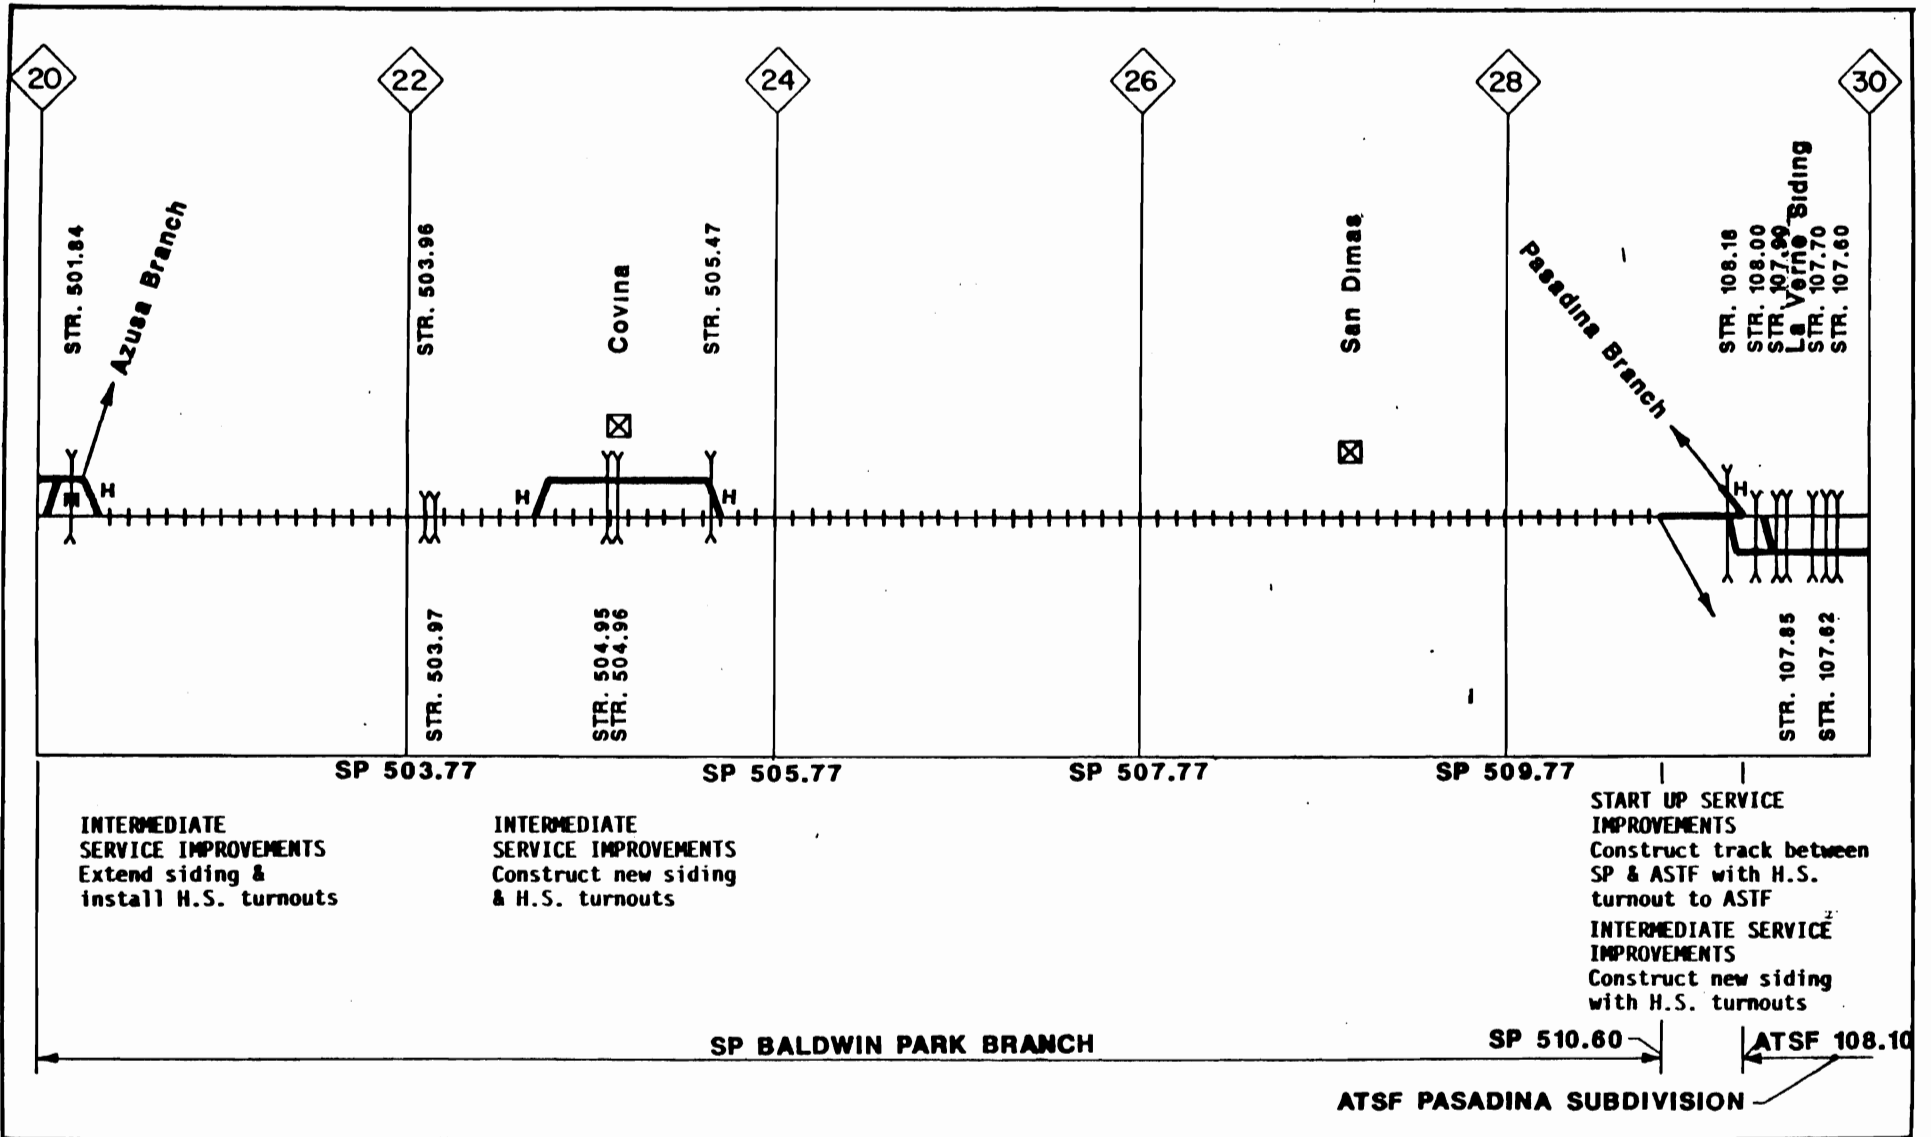 20
22
24
26
28
30
STR. 501.84
Azusa Branch
STR. 503.96
Covina
STR. 505.47
San Dimas
Pasadina Branch
STR. 108.18
STR. 108.00
STR. 107.99
La Verne Siding
STR. 107.70
STR. 107.60
H
H
H
H
STR. 503.97
STR. 504.95
STR. 504.96
STR. 107.85
STR. 107.62
SP 503.77
SP 505.77
SP 507.77
SP 509.77
INTERMEDIATE
SERVICE IMPROVEMENTS
Extend siding &
install H.S. turnouts
INTERMEDIATE
SERVICE IMPROVEMENTS
Construct new siding
& H.S. turnouts
START UP SERVICE
IMPROVEMENTS
Construct track between
SP & ASTF with H.S.
turnout to ASTF
INTERMEDIATE SERVICE
IMPROVEMENTS
Construct new siding
with H.S. turnouts
SP BALDWIN PARK BRANCH
SP 510.60
ATSF 108.10
ATSF PASADINA SUBDIVISION